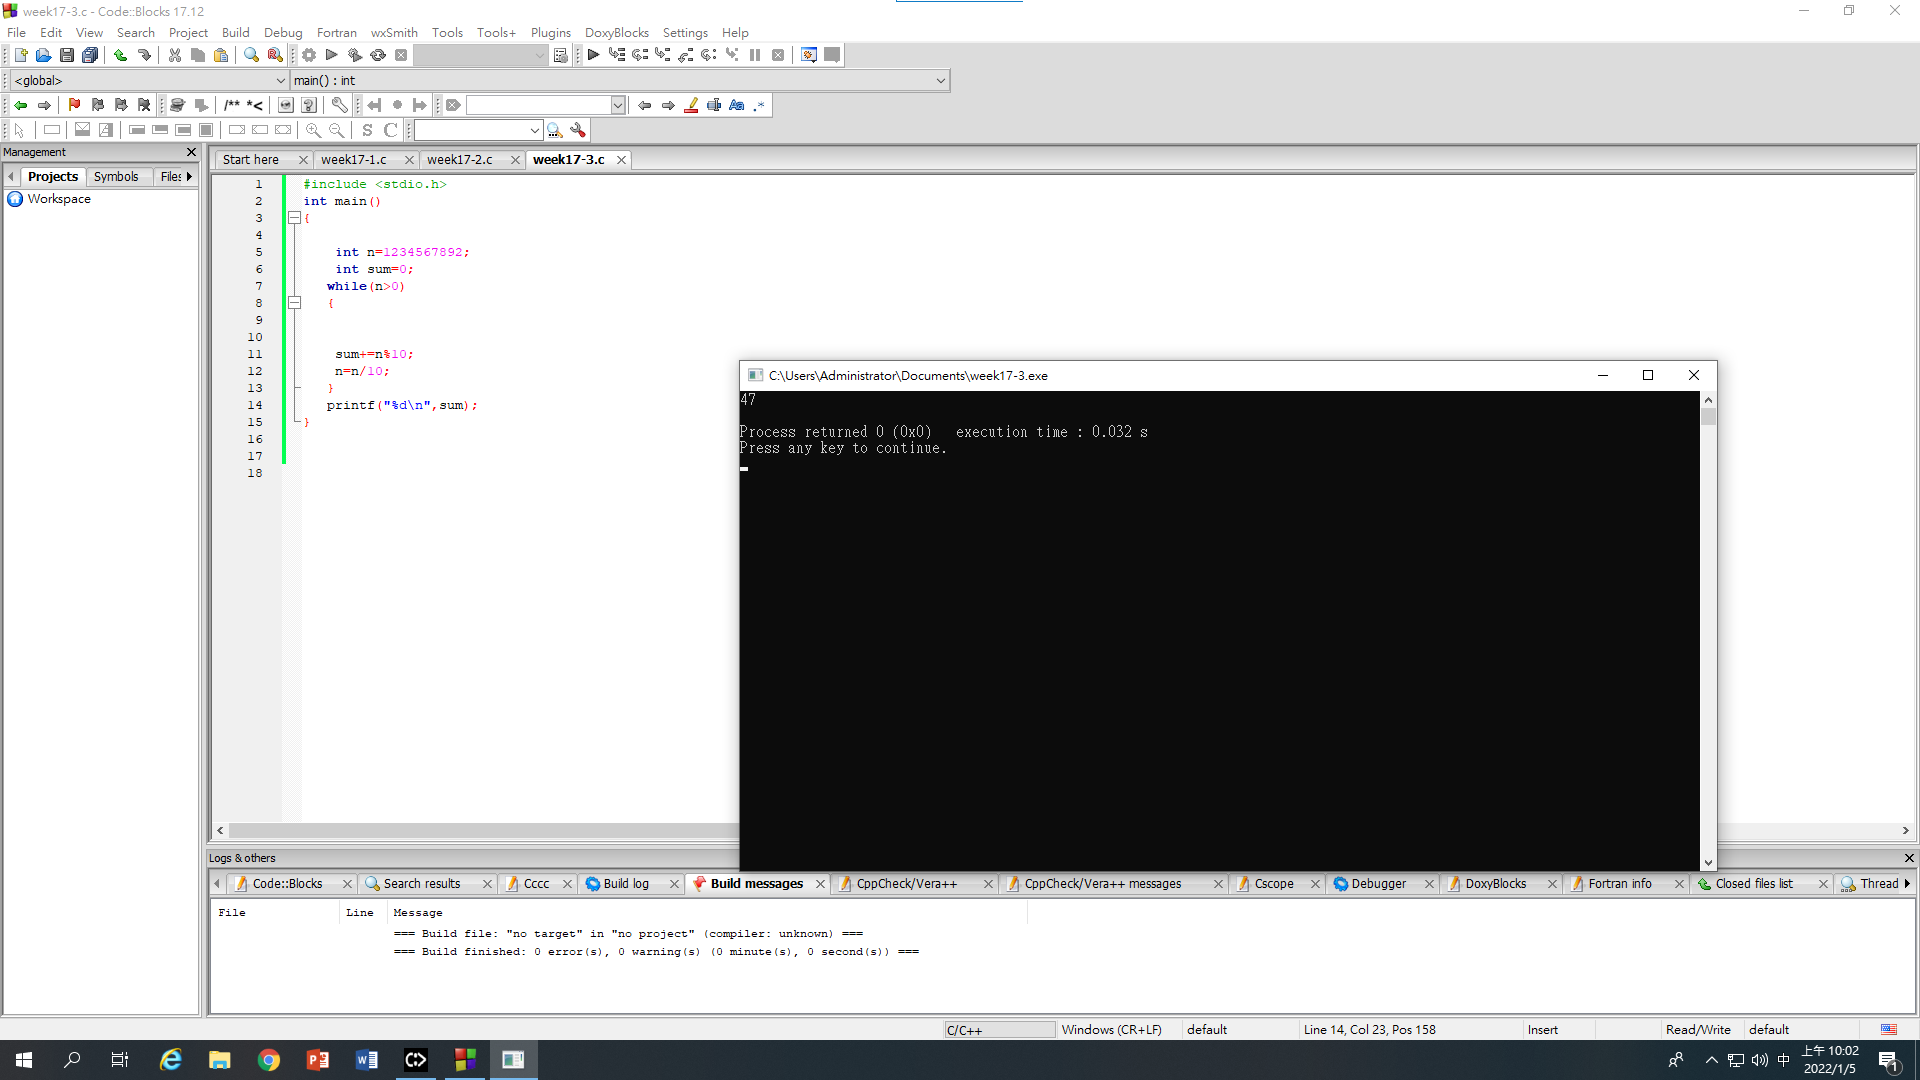 week17-3.c - Code::Blocks 17.12
File Edit View Search Project Build Debug Fortran wxSmith Tools Tools+ Plugins DoxyBlocks Settings Help
<global> main() : int
/** *<
Aa .*
S C
Management
Start here week17-1.c week17-2.c week17-3.c
Projects Symbols Files
Workspace
1 #include <stdio.h>
2 int main()
3 {
4
5 int n=1234567892;
6 int sum=0;
7 while(n>0)
8 {
9
10
11 sum+=n%10;
12 n=n/10;
13 }
14 printf("%d\n",sum);
15 }
16
17
18
C:\Users\Administrator\Documents\week17-3.exe
47
Process returned 0 (0x0)   execution time : 0.032 s
Press any key to continue.
Logs & others
Code::Blocks Search results Cccc Build log Build messages CppCheck/Vera++ CppCheck/Vera++ messages Cscope Debugger DoxyBlocks Fortran info Closed files list Thread
File Line Message
=== Build file: "no target" in "no project" (compiler: unknown) ===
=== Build finished: 0 error(s), 0 warning(s) (0 minute(s), 0 second(s)) ===
C/C++ Windows (CR+LF) default Line 14, Col 23, Pos 158 Insert Read/Write default
中 上午 10:02
2022/1/5
1